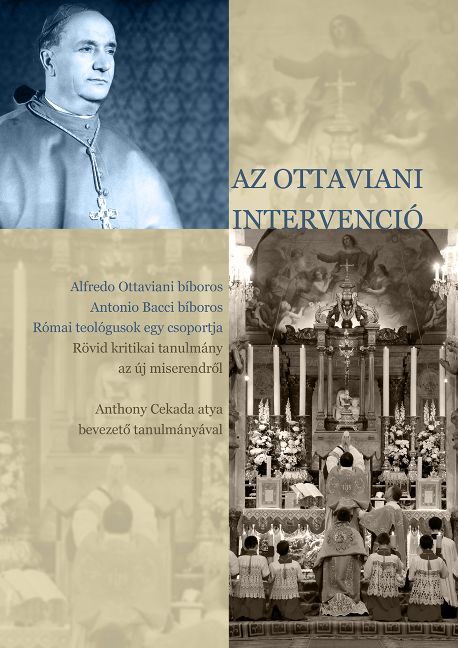 AZ OTTAVIANI
INTERVENCIÓ
Alfredo Ottaviani bíboros
Antonio Bacci bíboros
Római teológusok egy csoportja
Rövid kritikai tanulmány
az új miserendről
Anthony Cekada atya
bevezető tanulmányával